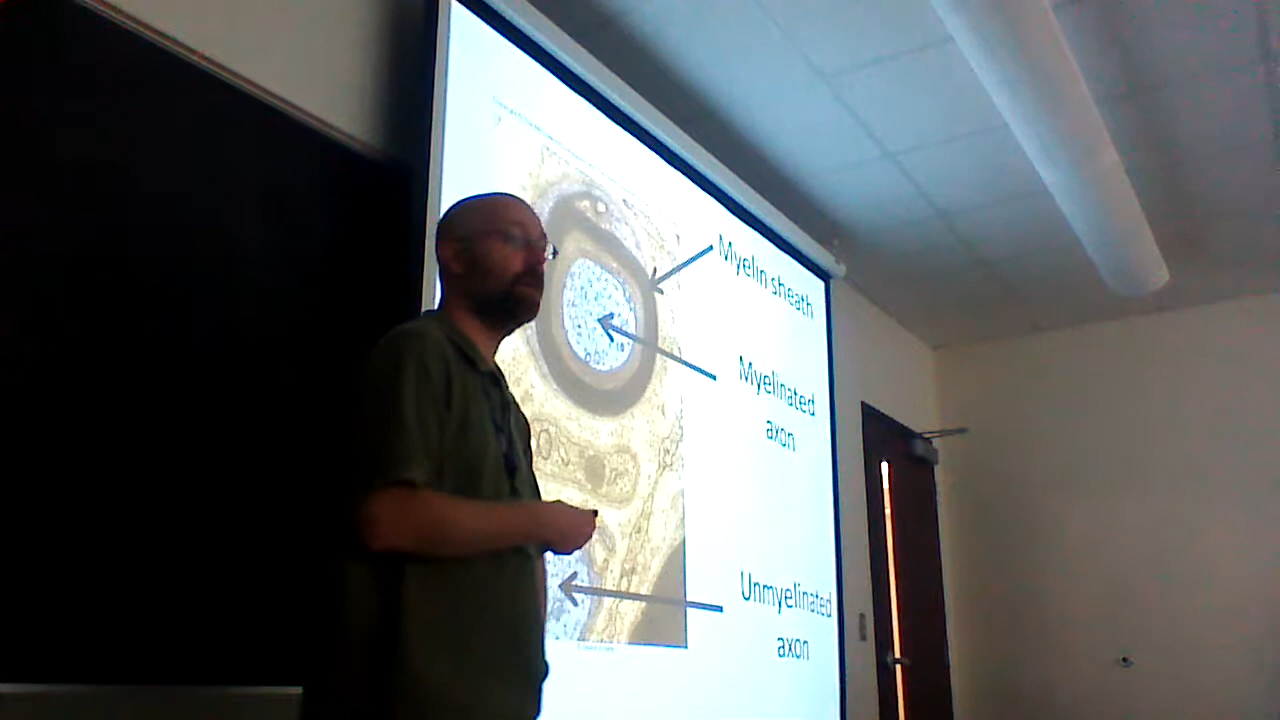 Myelin sheath
Myelinated
axon
Unmyelinated
axon